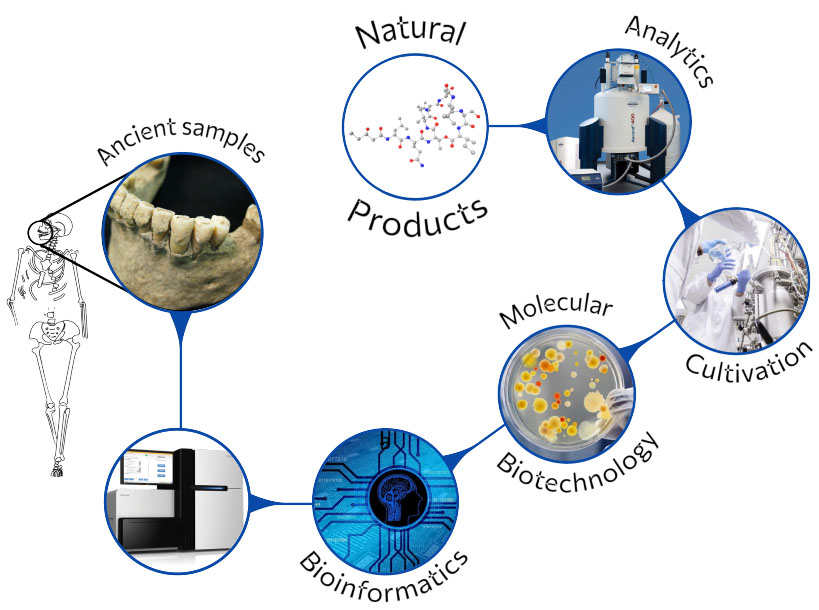 Natural
Products
Analytics
Ancient samples
Cultivation
Molecular
Biotechnology
Bioinformatics